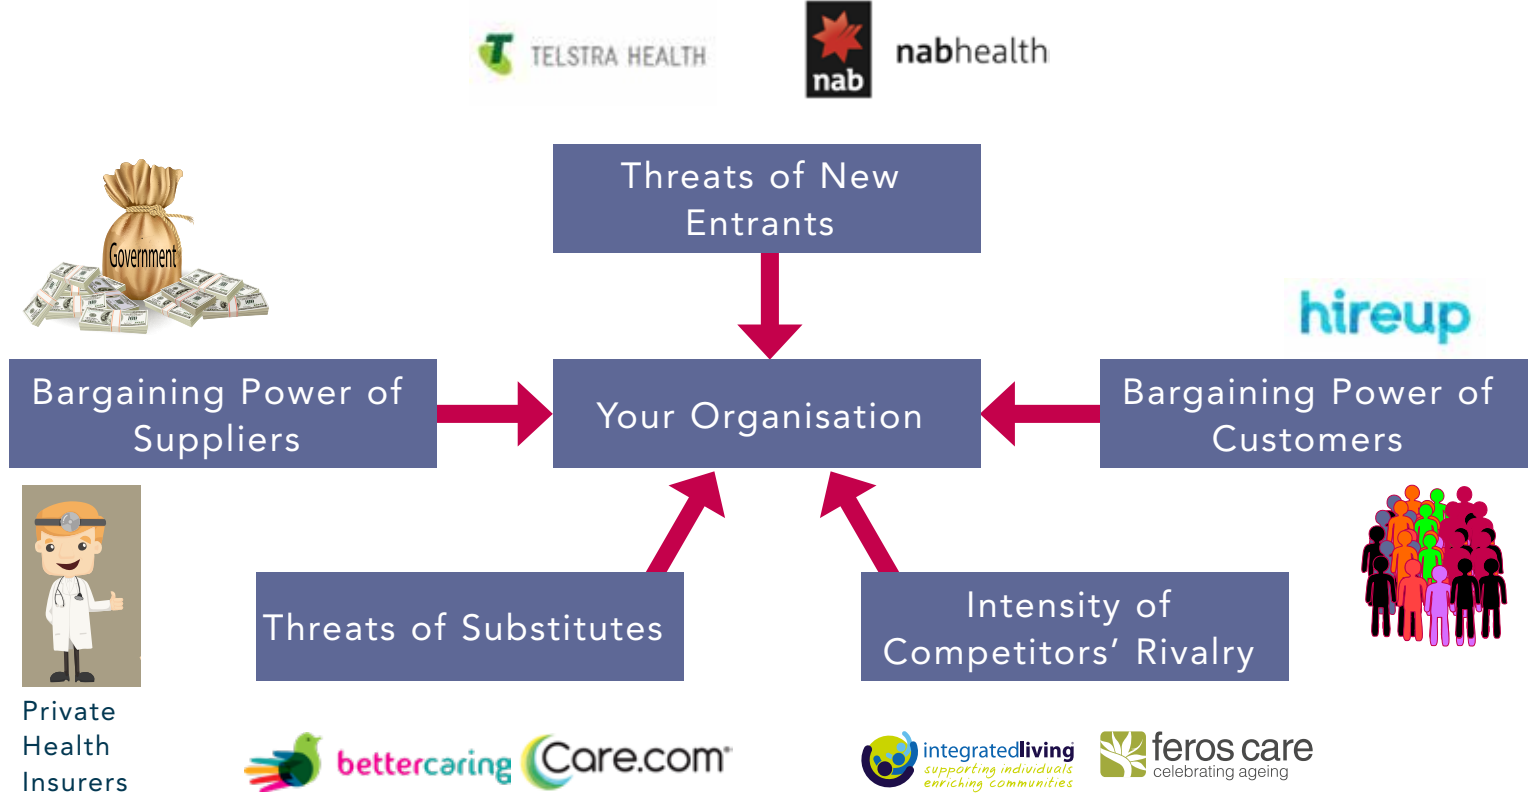 TELSTRA HEALTH
nab
nabhealth
Threats of New
Entrants
Government
hireup
Bargaining Power of
Suppliers
Your Organisation
Bargaining Power of
Customers
Threats of Substitutes
Intensity of
Competitors’ Rivalry
Private
Health
Insurers
bettercaring
Care.com
integratedliving
supporting individuals
enriching communities
feros care
celebrating ageing